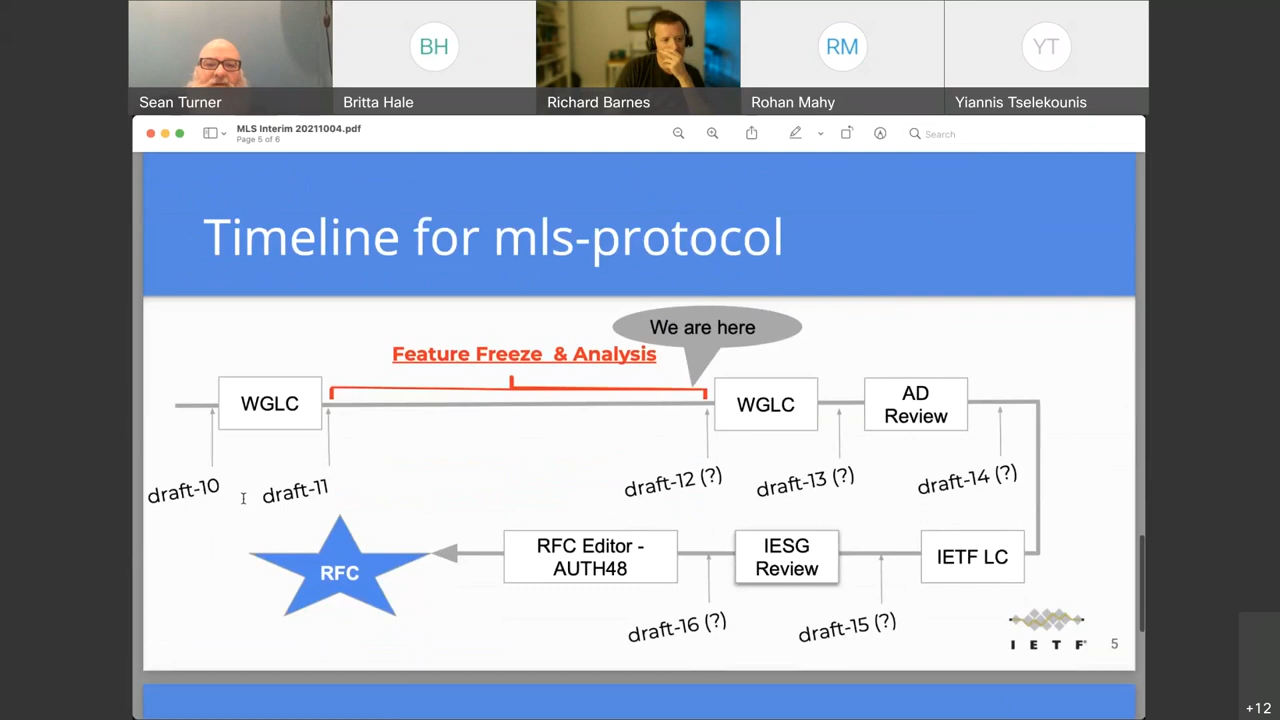 BH
RM
YT
Sean Turner
Britta Hale
Richard Barnes
Rohan Mahy
Yiannis Tselekounis
MLS Interim 20211004.pdf
Page 5 of 6
Search
Timeline for mls-protocol
We are here
Feature Freeze & Analysis
WGLC
WGLC
AD
Review
draft-10
draft-11
draft-12 (?)
draft-13 (?)
draft-14 (?)
RFC
RFC Editor -
AUTH48
IESG
Review
IETF LC
draft-16 (?)
draft-15 (?)
I E T F
5
+12